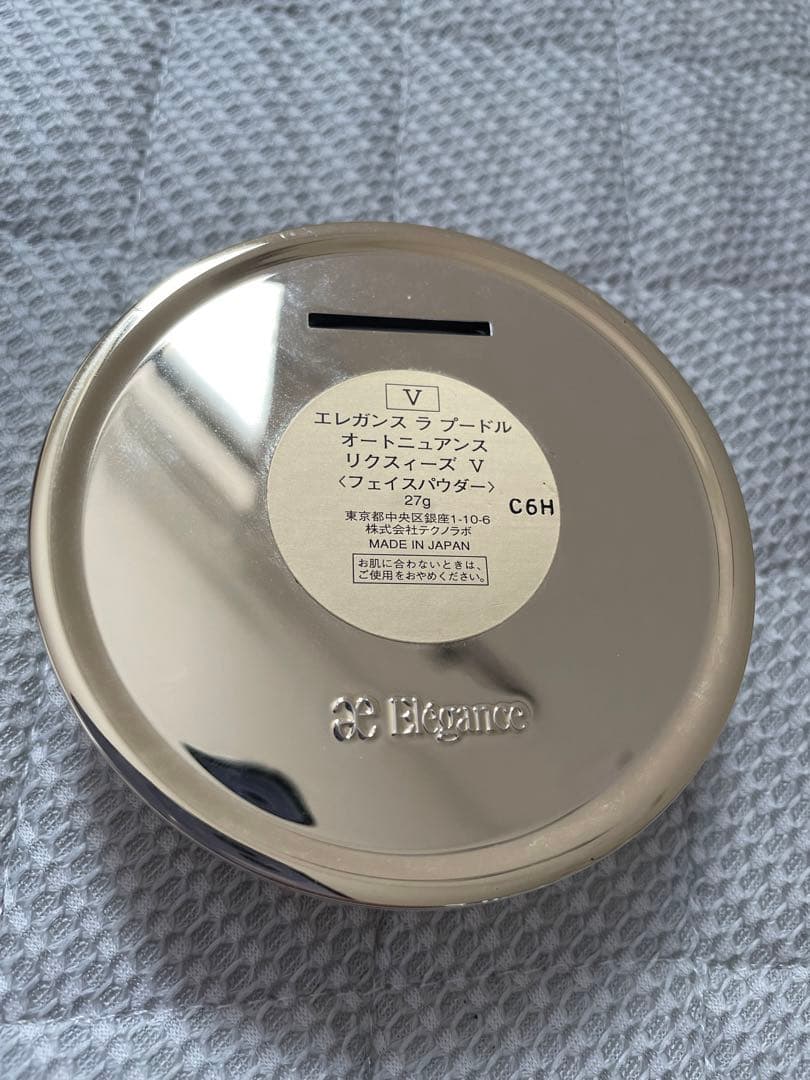 V
エレガンス ラ プードル
オートニュアンス
リクスィーズ V
〈フェイスパウダー〉
27g
C6H
東京都中央区銀座1-10-6
株式会社テクノラボ
MADE IN JAPAN
お肌に合わないときは、
ご使用をおやめください。
æ Elégance